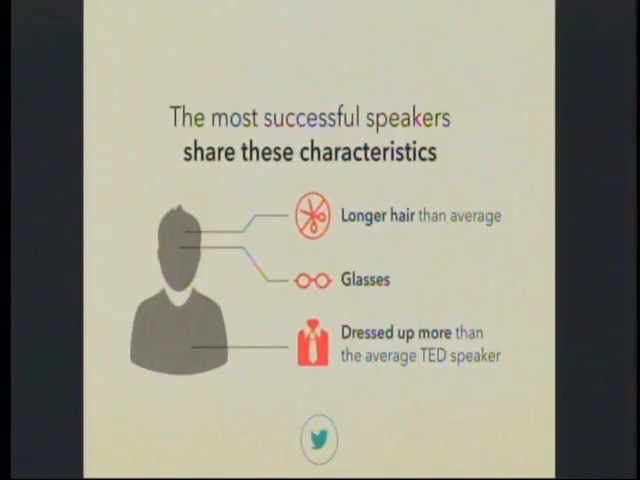 The most successful speakers
share these characteristics
Longer hair than average
Glasses
Dressed up more than
the average TED speaker